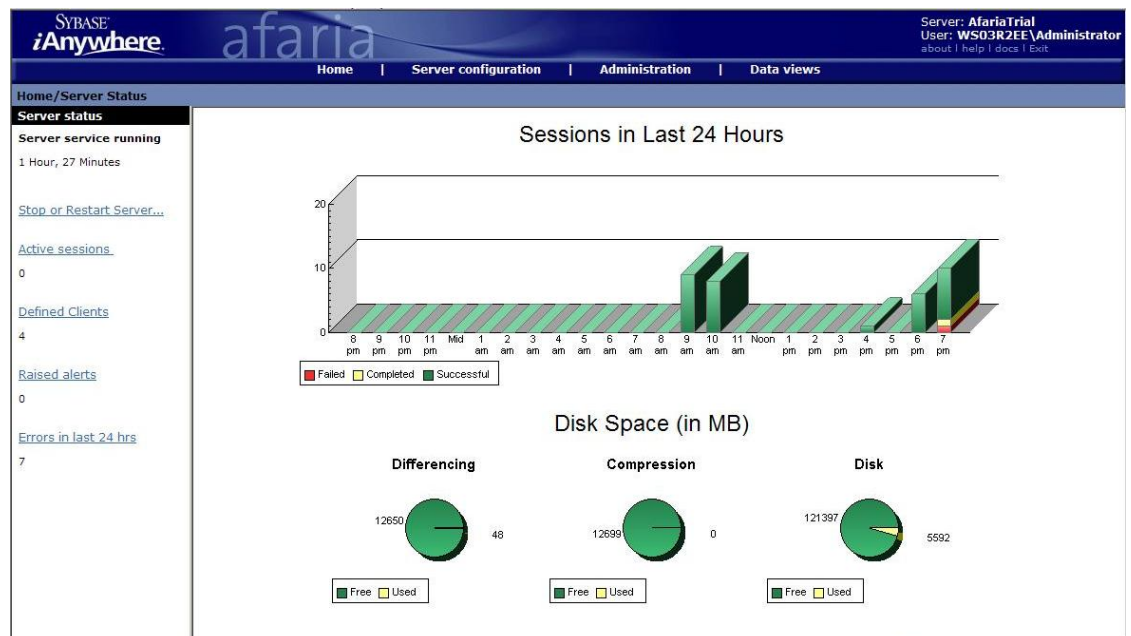 SYBASE
iAnywhere.
afaria
Server: AfariaTrial
User: WS03R2EE\Administrator
about | help | docs | Exit
Home | Server configuration | Administration | Data views
Home/Server Status
Server status
Server service running
1 Hour, 27 Minutes
Stop or Restart Server...
Active sessions
0
Defined Clients
4
Raised alerts
0
Errors in last 24 hrs
7
Sessions in Last 24 Hours
20
10
0
8 pm
9 pm
10 pm
11 pm
Mid
1 am
2 am
3 am
4 am
5 am
6 am
7 am
8 am
9 am
10 am
11 am
Noon
1 pm
2 pm
3 pm
4 pm
5 pm
6 pm
7 pm
Failed Completed Successful
Disk Space (in MB)
Differencing
12650
48
Free Used
Compression
12699
0
Free Used
Disk
121397
5592
Free Used